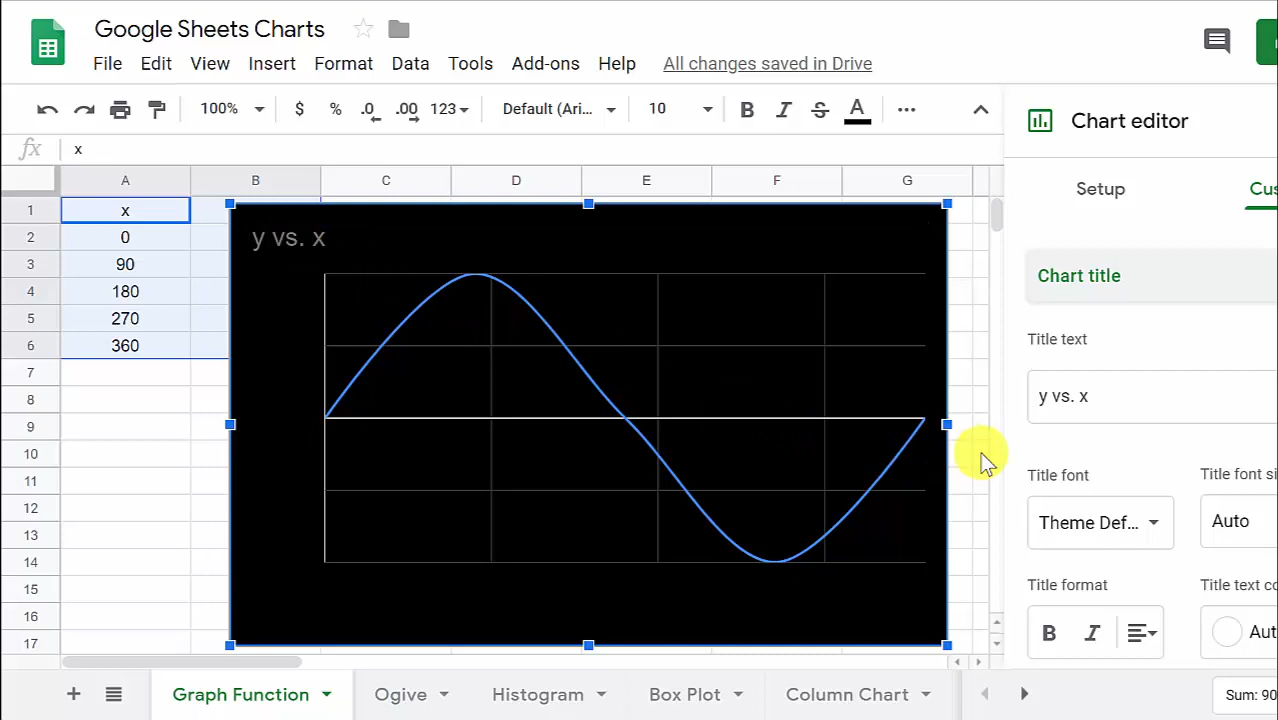 Google Sheets Charts
File Edit View Insert Format Data Tools Add-ons Help All changes saved in Drive
100% $ % .0 .00 123 Default (Ari... 10 B I S A
Chart editor
fx x
Setup
A B C D E F G
1 x
2 0
3 90
4 180
5 270
6 360
7
8
9
10
11
12
13
14
15
16
17
y vs. x
Chart title
Title text
y vs. x
Title font Title font si
Theme Def... Auto
Title format Title text co
B I Aut
Graph Function Ogive Histogram Box Plot Column Chart
Sum: 90